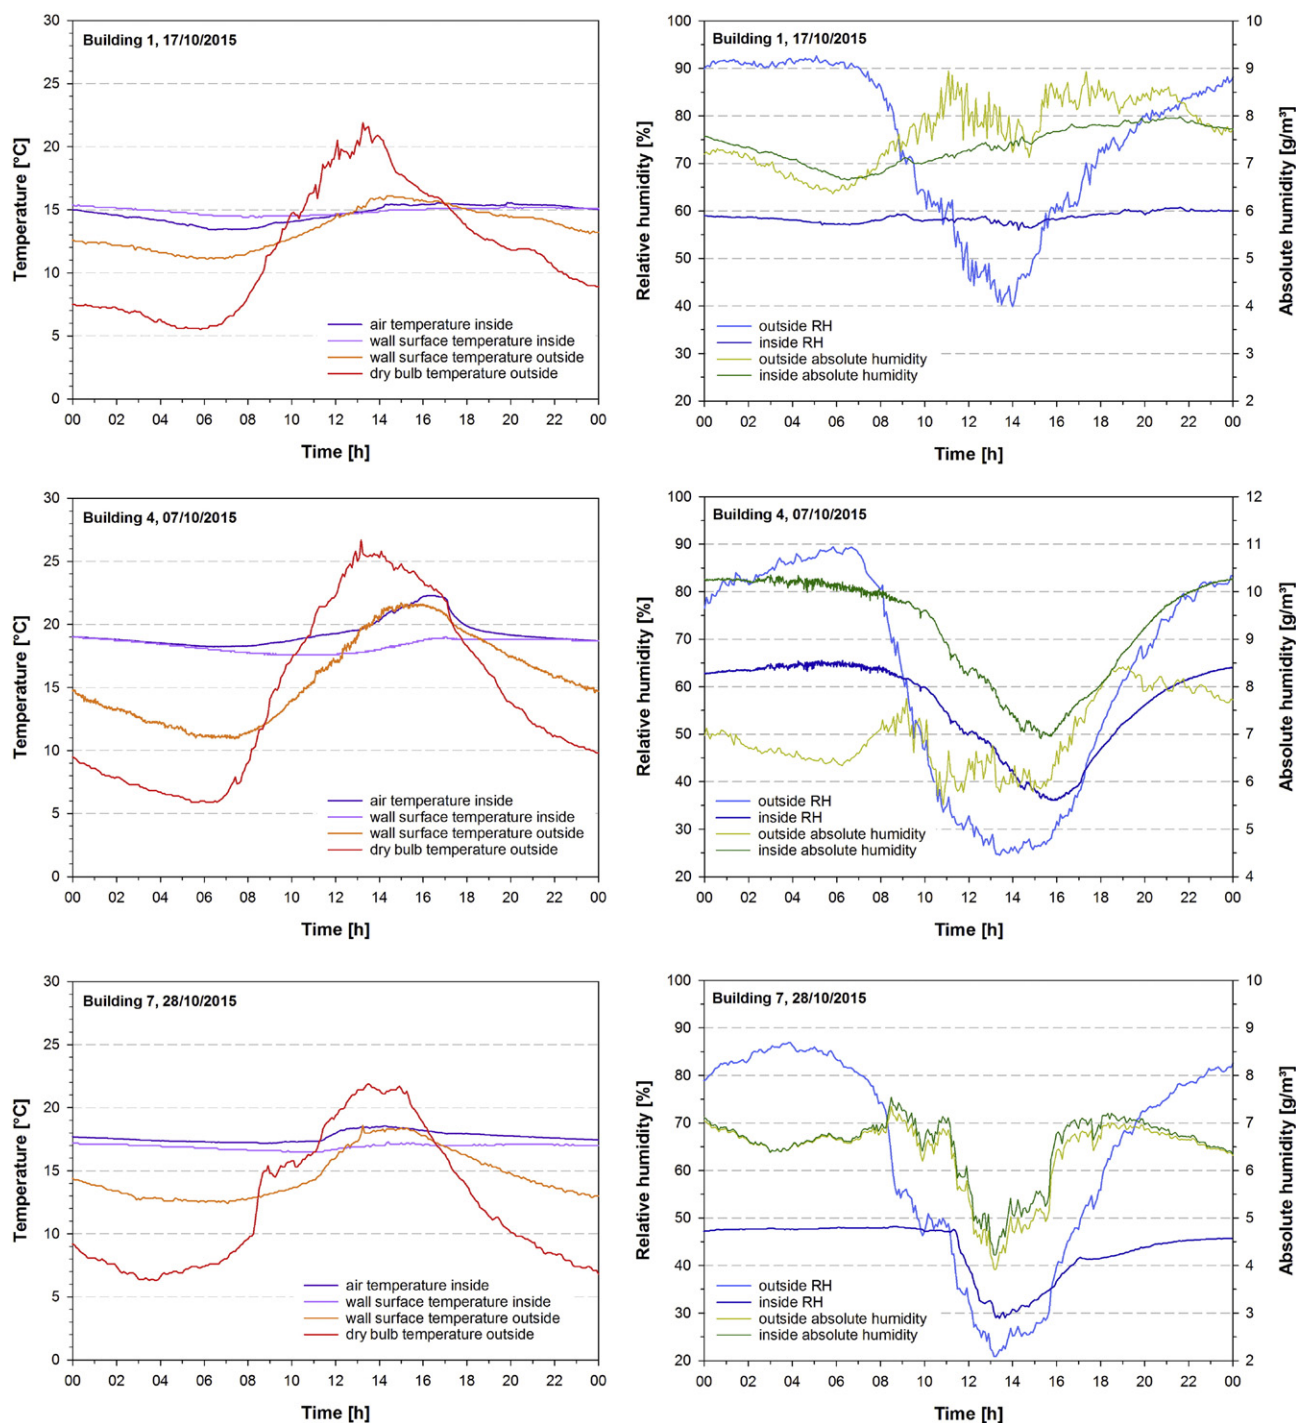 Building 1, 17/10/2015
Temperature [°C]
30
25
20
15
10
5
0
air temperature inside
wall surface temperature inside
wall surface temperature outside
dry bulb temperature outside
00 02 04 06 08 10 12 14 16 18 20 22 00
Time [h]
Building 1, 17/10/2015
Relative humidity [%]
100
90
80
70
60
50
40
30
20
Absolute humidity [g/m³]
10
9
8
7
6
5
4
3
2
outside RH
inside RH
outside absolute humidity
inside absolute humidity
00 02 04 06 08 10 12 14 16 18 20 22 00
Time [h]
Building 4, 07/10/2015
Temperature [°C]
30
25
20
15
10
5
0
air temperature inside
wall surface temperature inside
wall surface temperature outside
dry bulb temperature outside
00 02 04 06 08 10 12 14 16 18 20 22 00
Time [h]
Building 4, 07/10/2015
Relative humidity [%]
100
90
80
70
60
50
40
30
20
Absolute humidity [g/m³]
12
11
10
9
8
7
6
5
4
outside RH
inside RH
outside absolute humidity
inside absolute humidity
00 02 04 06 08 10 12 14 16 18 20 22 00
Time [h]
Building 7, 28/10/2015
Temperature [°C]
30
25
20
15
10
5
0
air temperature inside
wall surface temperature inside
wall surface temperature outside
dry bulb temperature outside
00 02 04 06 08 10 12 14 16 18 20 22 00
Time [h]
Building 7, 28/10/2015
Relative humidity [%]
100
90
80
70
60
50
40
30
20
Absolute humidity [g/m³]
10
9
8
7
6
5
4
3
2
outside RH
inside RH
outside absolute humidity
inside absolute humidity
00 02 04 06 08 10 12 14 16 18 20 22 00
Time [h]